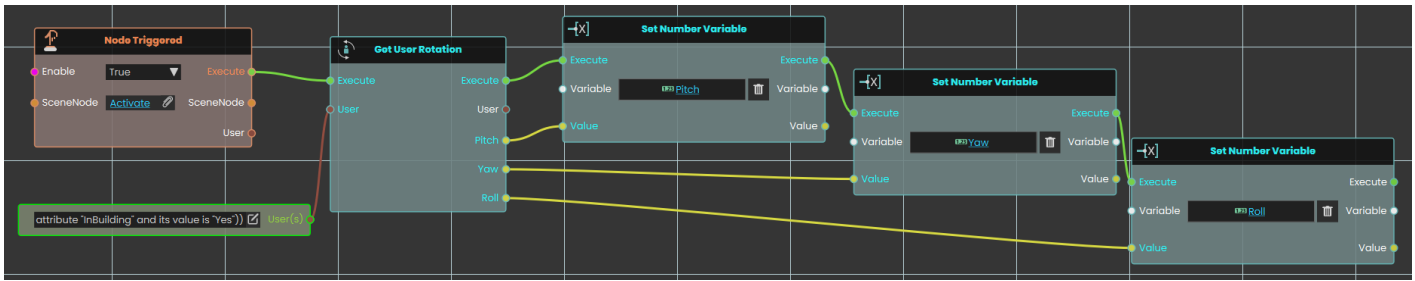 Node Triggered
Enable True Execute
SceneNode Activate SceneNode
User
attribute "InBuilding" and its value is "Yes")) User(s)
Get User Rotation
Execute Execute
User User
Pitch
Yaw
Roll
Set Number Variable
Execute Execute
Variable 123 Pitch Variable
Value Value
Set Number Variable
Execute Execute
Variable 123 Yaw Variable
Value Value
Set Number Variable
Execute Execute
Variable 123 Roll Variable
Value Value